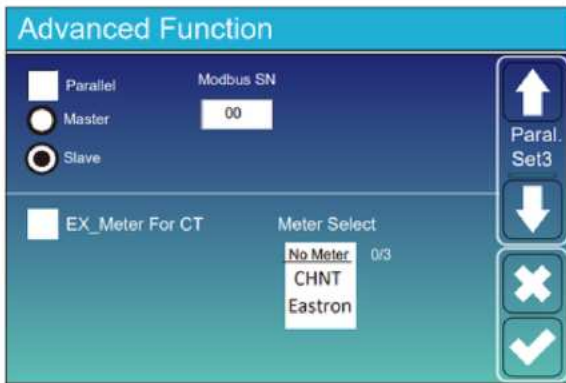 Advanced Function
Parallel
Modbus SN
Master
00
Slave
Paral.
Set3
EX_Meter For CT
Meter Select
No Meter 0/3
CHNT
Eastron